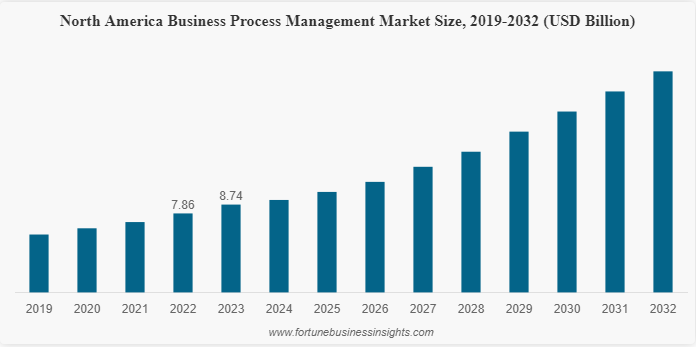 North America Business Process Management Market Size, 2019-2032 (USD Billion)
7.86
8.74
2019 2020 2021 2022 2023 2024 2025 2026 2027 2028 2029 2030 2031 2032
www.fortunebusinessinsights.com